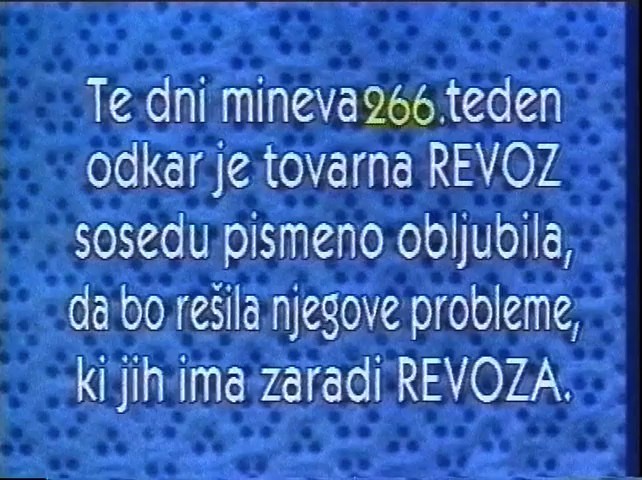 Te dni mineva 266. teden
odkar je tovarna REVOZ
sosedu pismeno obljubila,
da bo rešila njegove probleme,
ki jih ima zaradi REVOZA.